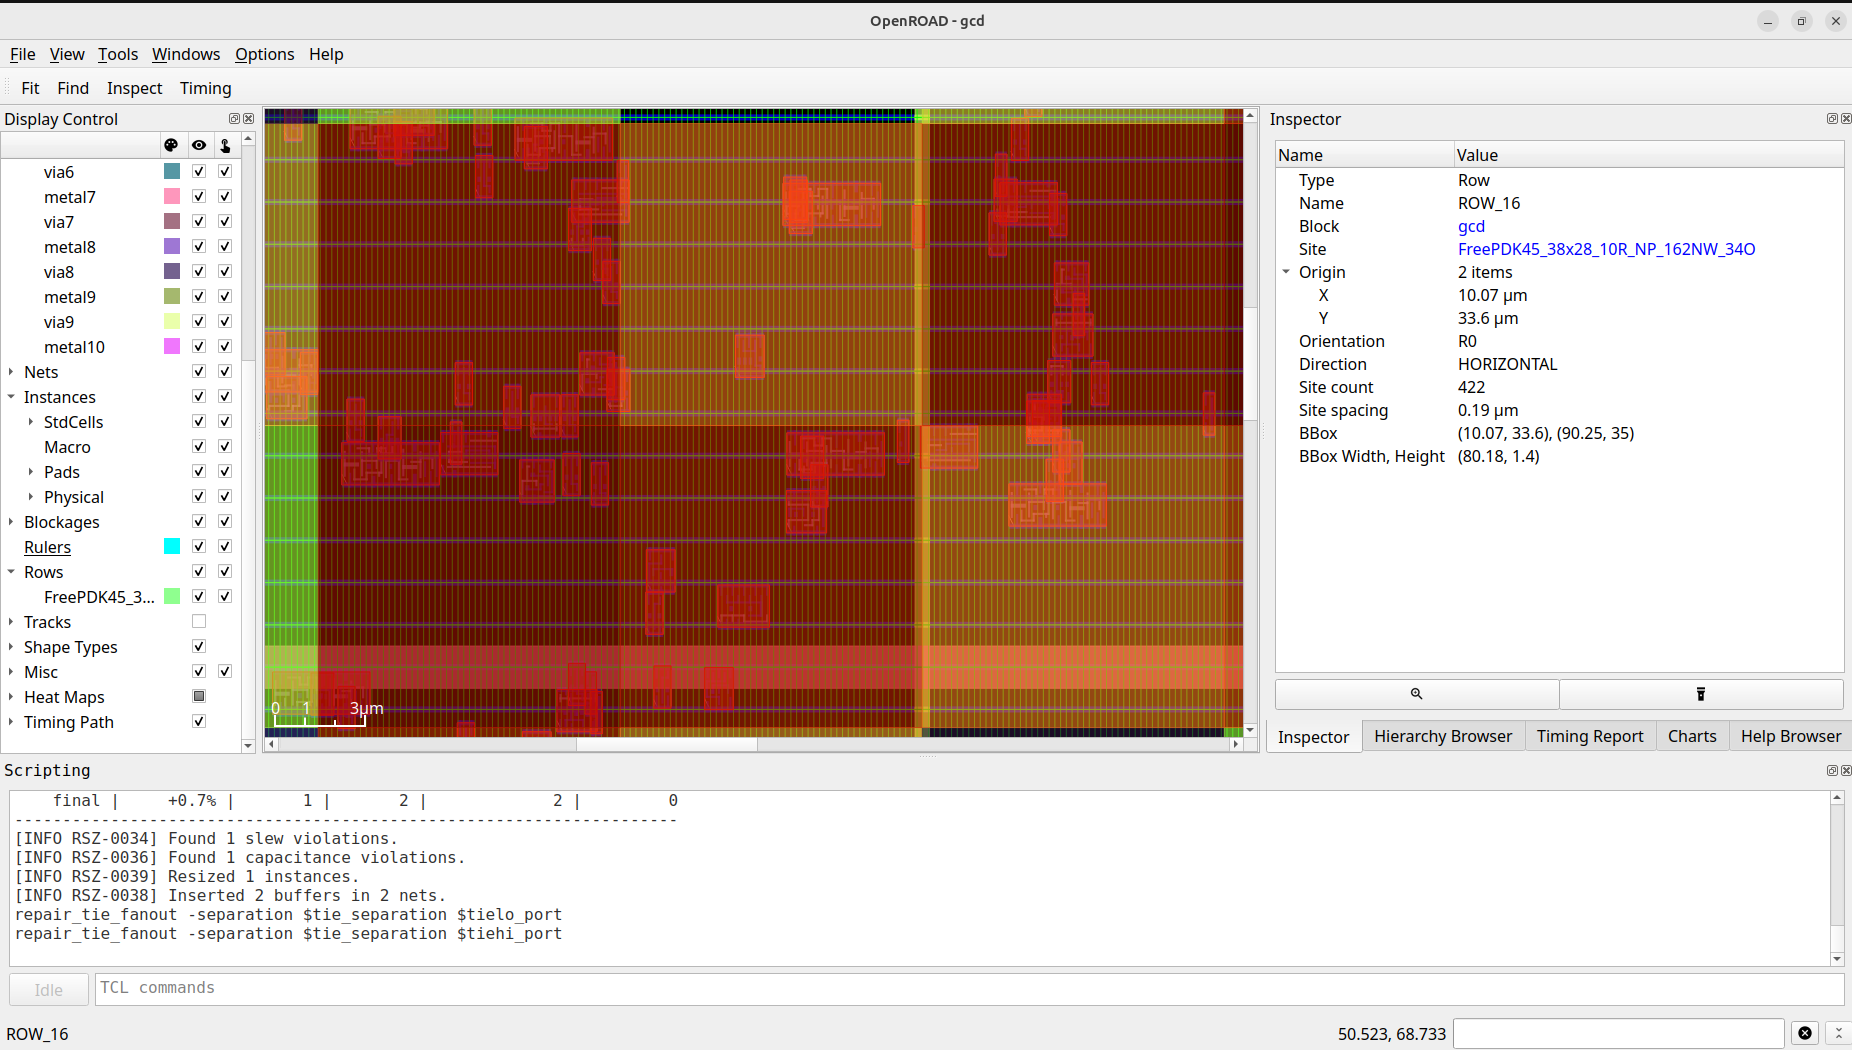 OpenROAD - gcd
File View Tools Windows Options Help
Fit Find Inspect Timing
Display Control
via6
metal7
via7
metal8
via8
metal9
via9
metal10
Nets
Instances
StdCells
Macro
Pads
Physical
Blockages
Rulers
Rows
FreePDK45_3...
Tracks
Shape Types
Misc
Heat Maps
Timing Path
0 1 3μm
Inspector
Name Value
Type Row
Name ROW_16
Block gcd
Site FreePDK45_38x28_10R_NP_162NW_34O
Origin 2 items
X 10.07 μm
Y 33.6 μm
Orientation R0
Direction HORIZONTAL
Site count 422
Site spacing 0.19 μm
BBox (10.07, 33.6), (90.25, 35)
BBox Width, Height (80.18, 1.4)
Inspector Hierarchy Browser Timing Report Charts Help Browser
Scripting
final | +0.7% | 1 | 2 | 2 | 0
---------------------------------------------------------------------
[INFO RSZ-0034] Found 1 slew violations.
[INFO RSZ-0036] Found 1 capacitance violations.
[INFO RSZ-0039] Resized 1 instances.
[INFO RSZ-0038] Inserted 2 buffers in 2 nets.
repair_tie_fanout -separation $tie_separation $tielo_port
repair_tie_fanout -separation $tie_separation $tiehi_port
Idle TCL commands
ROW_16 50.523, 68.733